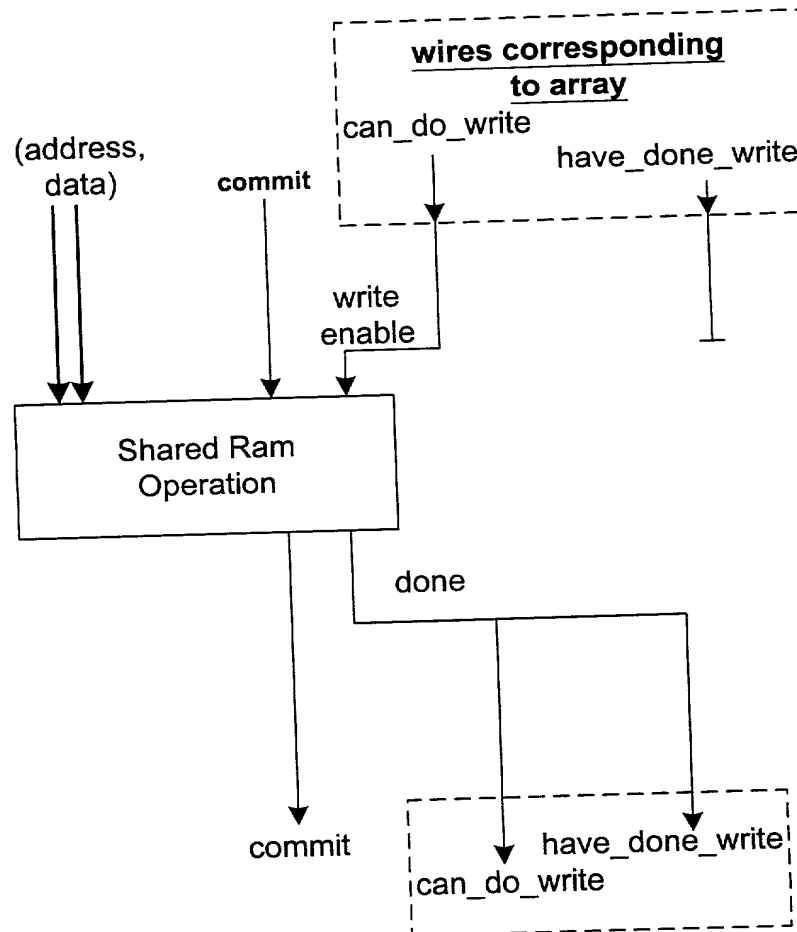 wires corresponding
to array
can_do_write
have_done_write
(address,
data)
commit
write
enable
Shared Ram
Operation
done
commit
have_done_write
can_do_write